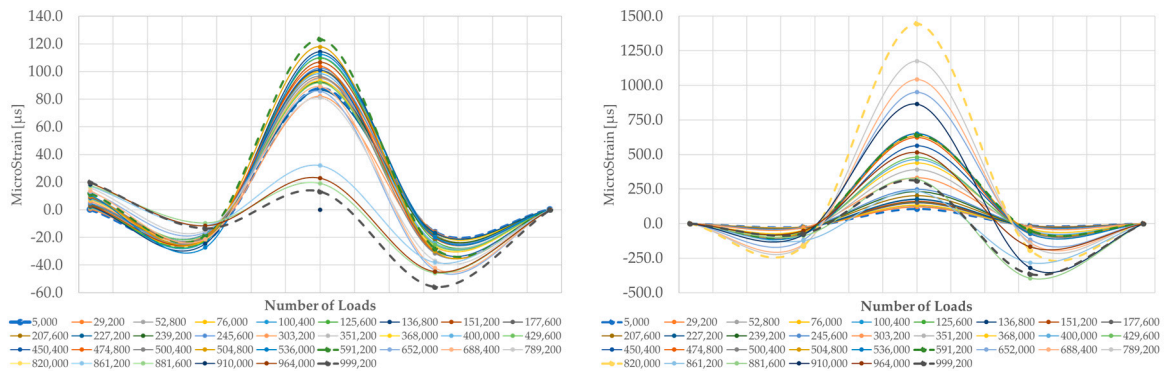 140.0
120.0
100.0
80.0
60.0
40.0
20.0
0.0
-20.0
-40.0
-60.0
MicroStrain [µs]
Number of Loads
5,000 29,200 52,800 76,000 100,400 125,600 136,800 151,200 177,600
207,600 227,200 239,200 245,600 303,200 351,200 368,000 400,000 429,600
450,400 474,800 500,400 504,800 536,000 591,200 652,000 688,400 789,200
820,000 861,200 881,600 910,000 964,000 999,200
1500.0
1250.0
1000.0
750.0
500.0
250.0
0.0
-250.0
-500.0
MicroStrain [µs]
Number of Loads
5,000 29,200 52,800 76,000 100,400 125,600 136,800 151,200 177,600
207,600 227,200 239,200 245,600 303,200 351,200 368,000 400,000 429,600
450,400 474,800 500,400 504,800 536,000 591,200 652,000 688,400 789,200
820,000 861,200 881,600 910,000 964,000 999,200